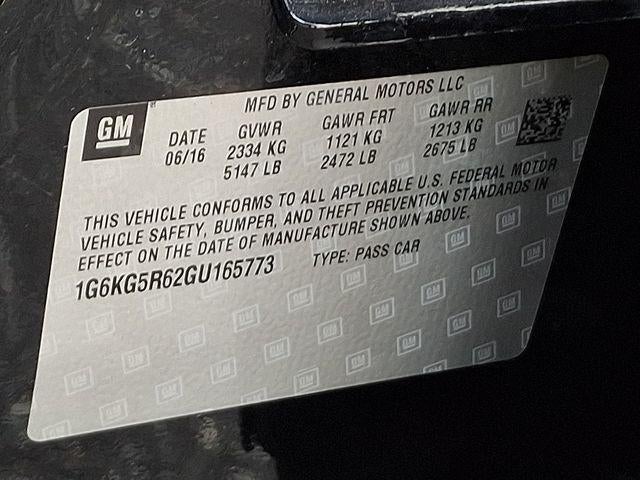 GM
MFD BY GENERAL MOTORS LLC
DATE GVWR GAWR FRT GAWR RR
06/16 2334 KG 1121 KG 1213 KG
5147 LB 2472 LB 2675 LB
THIS VEHICLE CONFORMS TO ALL APPLICABLE U.S. FEDERAL MOTOR
VEHICLE SAFETY, BUMPER, AND THEFT PREVENTION STANDARDS IN
EFFECT ON THE DATE OF MANUFACTURE SHOWN ABOVE.
1G6KG5R62GU165773 TYPE: PASS CAR